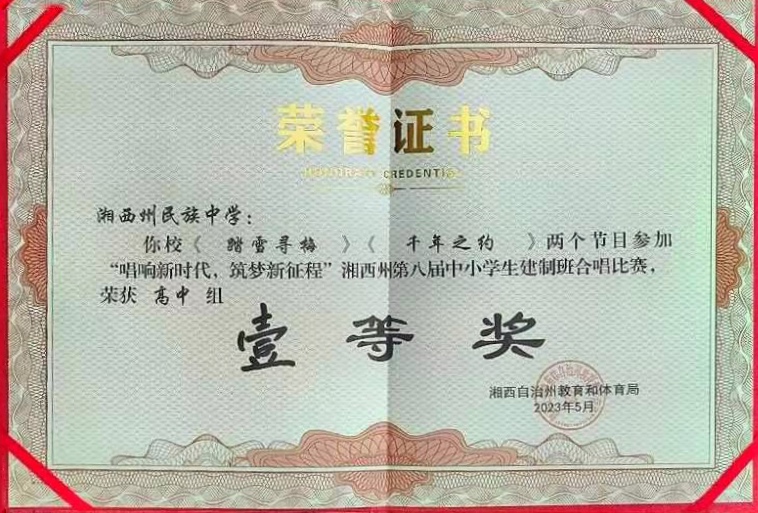 荣誉证书
HONORARY CREDENTIAL
湘西州民族中学：
你校《踏雪寻梅》《千年之约》两个节目参加
“唱响新时代，筑梦新征程”湘西州第八届中小学生建制班合唱比赛，
荣获 高中 组
壹等奖
湘西自治州教育和体育局
2023年5月